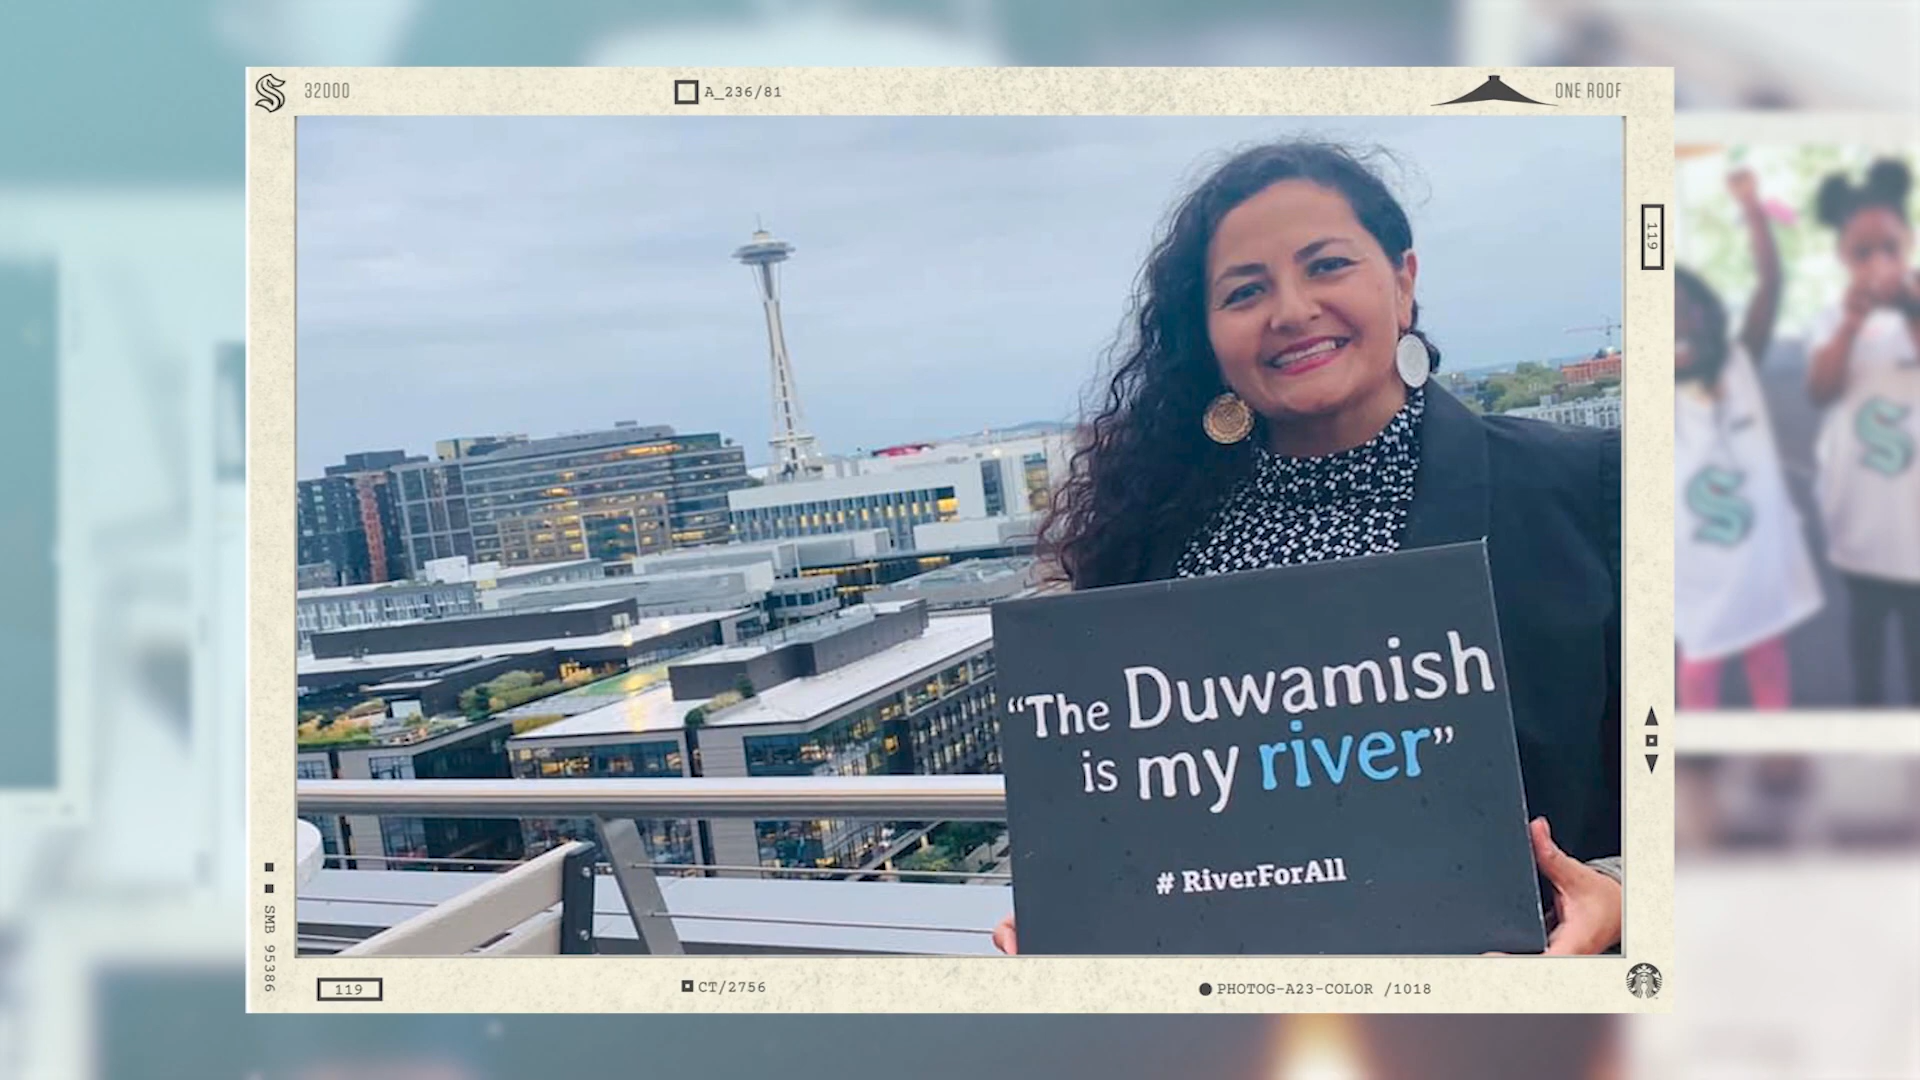 32000
A_236/81
ONE ROOF
119
“The Duwamish
is my river”
# RiverForAll
SMB 95386
119
CT/2756
PHOTOG-A23-COLOR /1018